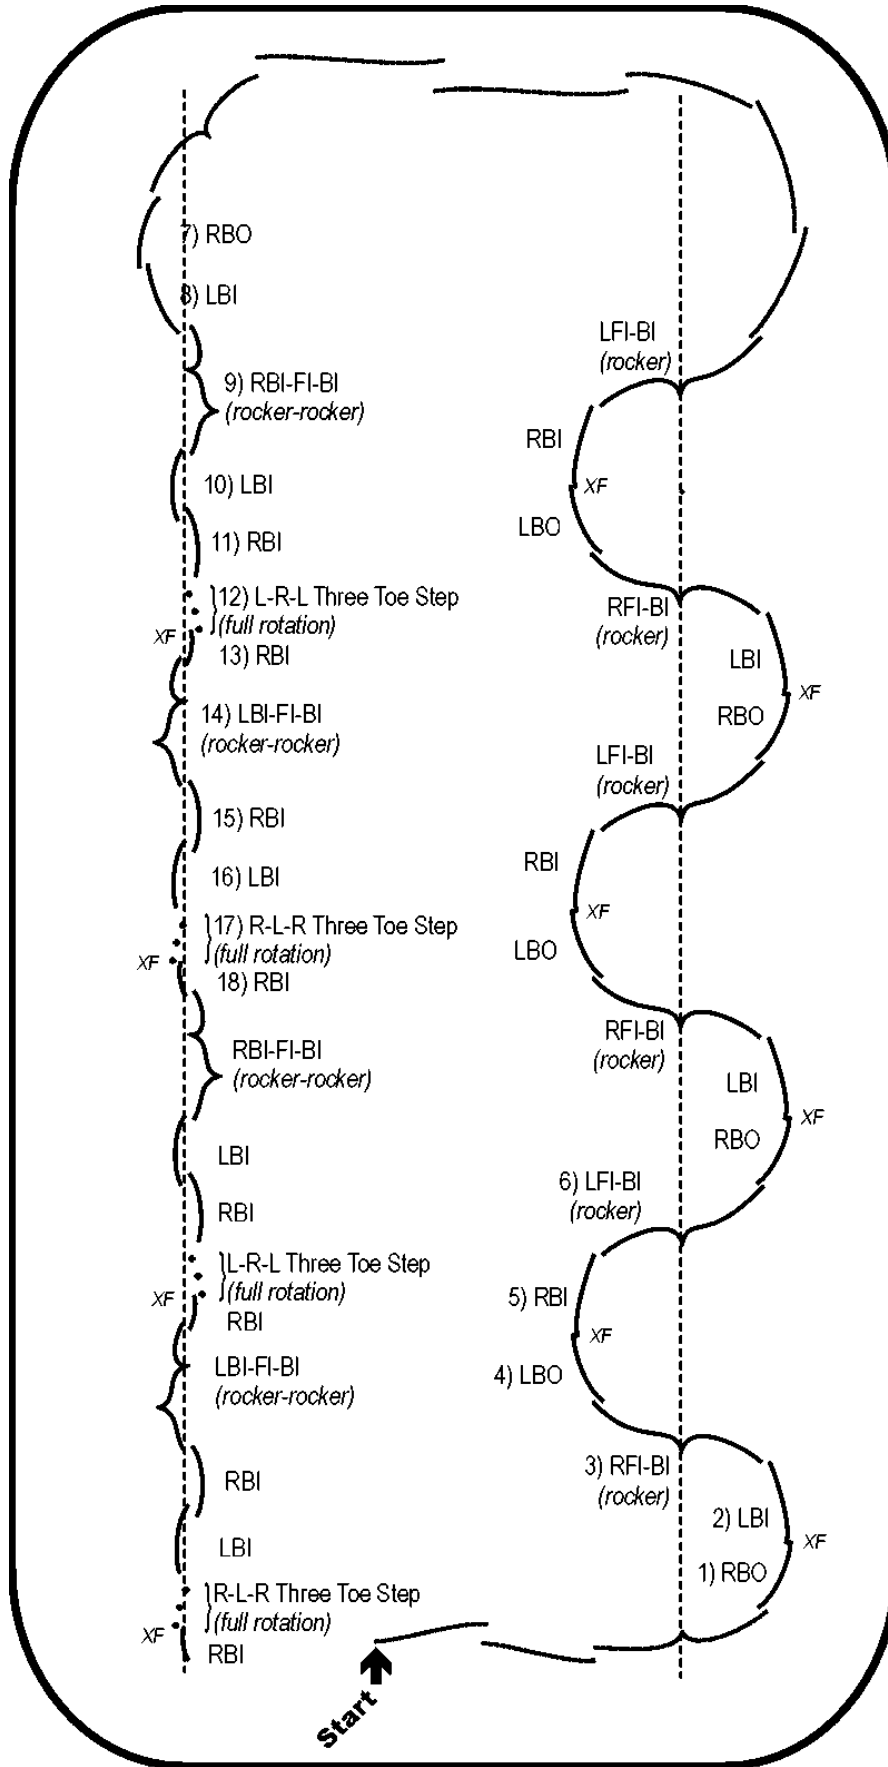 7) RBO
8) LBI
9) RBI-FI-BI
(rocker-rocker)
10) LBI
11) RBI
12) L-R-L Three Toe Step
(full rotation)
XF
13) RBI
14) LBI-FI-BI
(rocker-rocker)
15) RBI
16) LBI
17) R-L-R Three Toe Step
(full rotation)
XF
18) RBI
RBI-FI-BI
(rocker-rocker)
LBI
RBI
L-R-L Three Toe Step
(full rotation)
XF
RBI
LBI-FI-BI
(rocker-rocker)
RBI
LBI
R-L-R Three Toe Step
(full rotation)
XF
RBI
LFI-BI
(rocker)
RBI
XF
LBO
RFI-BI
(rocker)
LBI
XF
RBO
LFI-BI
(rocker)
RBI
XF
LBO
RFI-BI
(rocker)
LBI
XF
RBO
6) LFI-BI
(rocker)
5) RBI
XF
4) LBO
3) RFI-BI
(rocker)
2) LBI
XF
1) RBO
Start